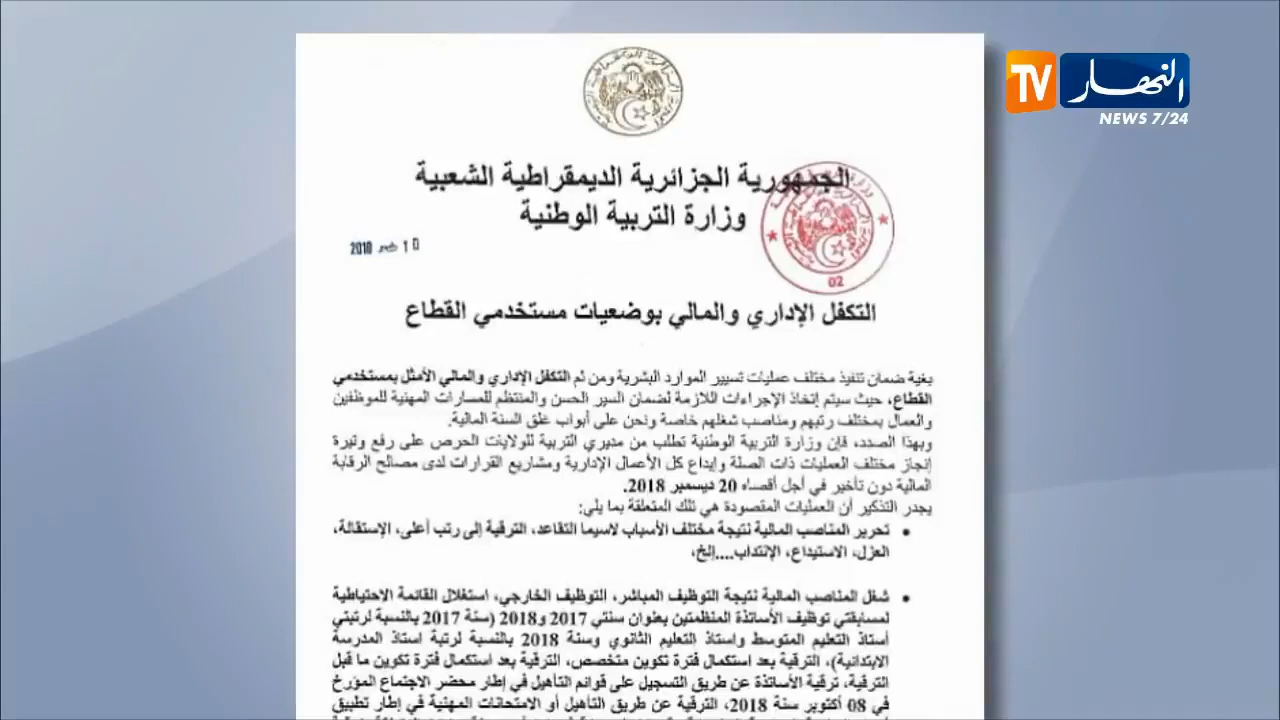 TV النهار
NEWS 7/24
الجمهورية الجزائرية الديمقراطية الشعبية
وزارة التربية الوطنية
2018 10
02
التكفل الإداري والمالي بوضعيات مستخدمي القطاع
بغية ضمان تنفيذ مختلف عمليات تسيير الموارد البشرية ومن ثم التكفل الإداري والمالي الأمثل بمستخدمي
القطاع، حيث سيتم إتخاذ الإجراءات اللازمة لضمان السير الحسن والمنتظم للمسارات المهنية للموظفين
والعمال بمختلف رتبهم ومناصب شغلهم خاصة ونحن على أبواب غلق السنة المالية.
وبهذا الصدد، فإن وزارة التربية الوطنية تطلب من مديري التربية للولايات الحرص على رفع وتيرة
إنجاز مختلف العمليات ذات الصلة وإيداع كل الأعمال الإدارية ومشاريع القرارات لدى مصالح الرقابة
المالية دون تأخير في أجل أقصاه 20 ديسمبر 2018.
يجدر التذكير أن العمليات المقصودة هي تلك المتعلقة بما يلي:
• تحرير المناصب المالية نتيجة مختلف الأسباب لاسيما التقاعد، الترقية إلى رتب أعلى، الإستقالة،
العزل، الاستيداع، الإنتداب....إلخ،
• شغل المناصب المالية نتيجة التوظيف المباشر، التوظيف الخارجي، استغلال القائمة الاحتياطية
لمسابقتي توظيف الأساتذة المنظمتين بعنوان سنتي 2017 و2018 (سنة 2017 بالنسبة لرتبتي
أستاذ التعليم المتوسط واستاذ التعليم الثانوي وسنة 2018 بالنسبة لرتبة استاذ المدرسة
الابتدائية)، الترقية بعد استكمال فترة تكوين متخصص، الترقية بعد استكمال فترة تكوين ما قبل
الترقية، ترقية الأساتذة عن طريق التسجيل على قوائم التأهيل في إطار محضر الاجتماع المؤرخ
في 08 أكتوبر سنة 2018، الترقية عن طريق التأهيل أو الامتحانات المهنية في إطار تطبيق